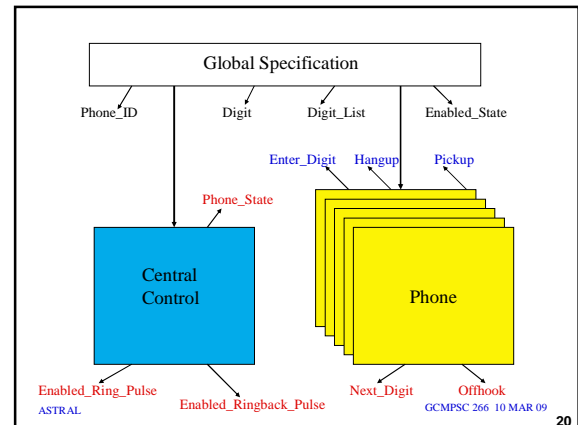 Global Specification
Phone_ID Digit Digit_List Enabled_State
Enter_Digit Hangup Pickup
Phone_State
Central
Control
Phone
Enabled_Ring_Pulse
Enabled_Ringback_Pulse
Next_Digit Offhook
ASTRAL
GCMPSC 266 10 MAR 09
20